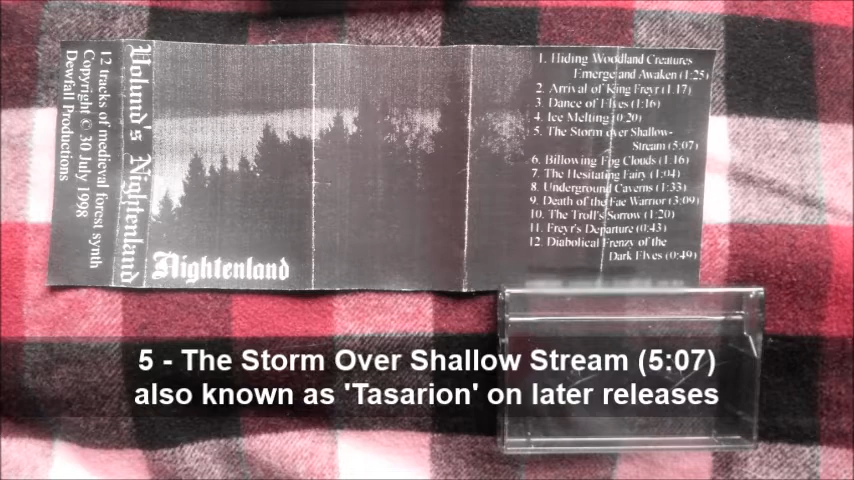 12 tracks of medieval forest synth
Copyright © 30 July 1998
Dewfall Productions
Volund's Nightenland
Nightenland
1. Hiding Woodland Creatures
Emerge and Awaken (1:25)
2. Arrival of King Freyr (1:17)
3. Dance of Elves (1:16)
4. Ice Melting (0:20)
5. The Storm over Shallow-
Stream (5:07)
6. Billowing Fog Clouds (1:16)
7. The Hesitating Fairy (1:04)
8. Underground Caverns (1:33)
9. Death of the Fae Warrior (3:09)
10. The Troll's Sorrow (1:20)
11. Freyr's Departure (0:43)
12. Diabolical Frenzy of the
Dark Elves (0:49)
5 - The Storm Over Shallow Stream (5:07)
also known as 'Tasarion' on later releases